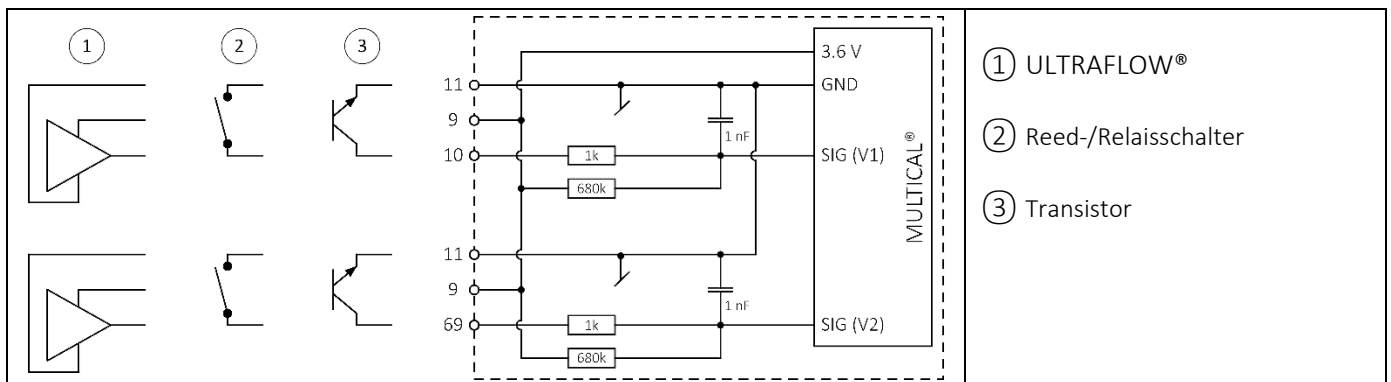 ① ② ③
3.6 V
11 GND
9
1 nF
10 1k SIG (V1)
680k
MULTICAL®
11
9
1 nF
69 1k SIG (V2)
680k
① ULTRAFLOW®
② Reed-/Relaisschalter
③ Transistor